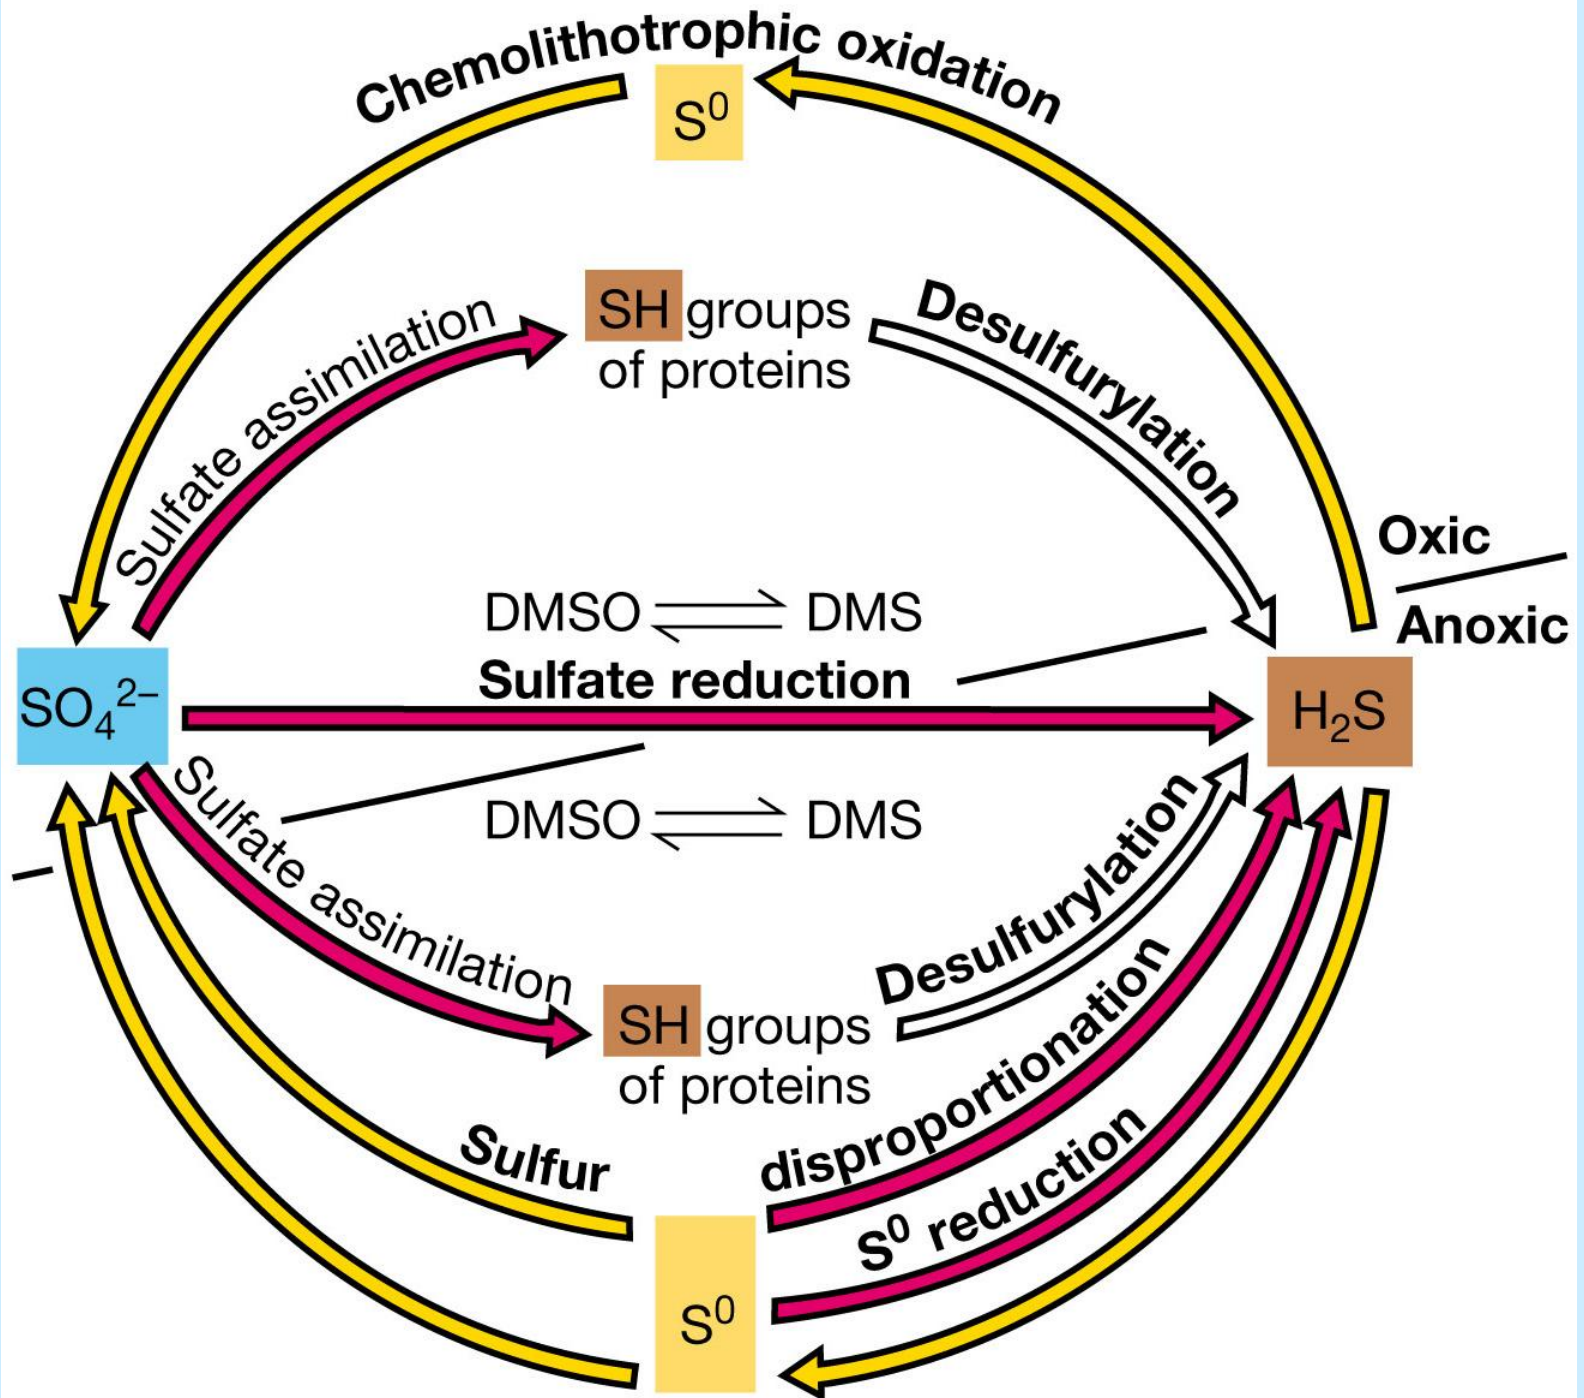 Chemolithotrophic oxidation
S⁰
Sulfate assimilation
SH groups
of proteins
Desulfurylation
Oxic
Anoxic
DMSO ⇌ DMS
Sulfate reduction
SO₄²⁻
H₂S
DMSO ⇌ DMS
Sulfate assimilation
SH groups
of proteins
Desulfurylation
Sulfur disproportionation
S⁰ reduction
S⁰